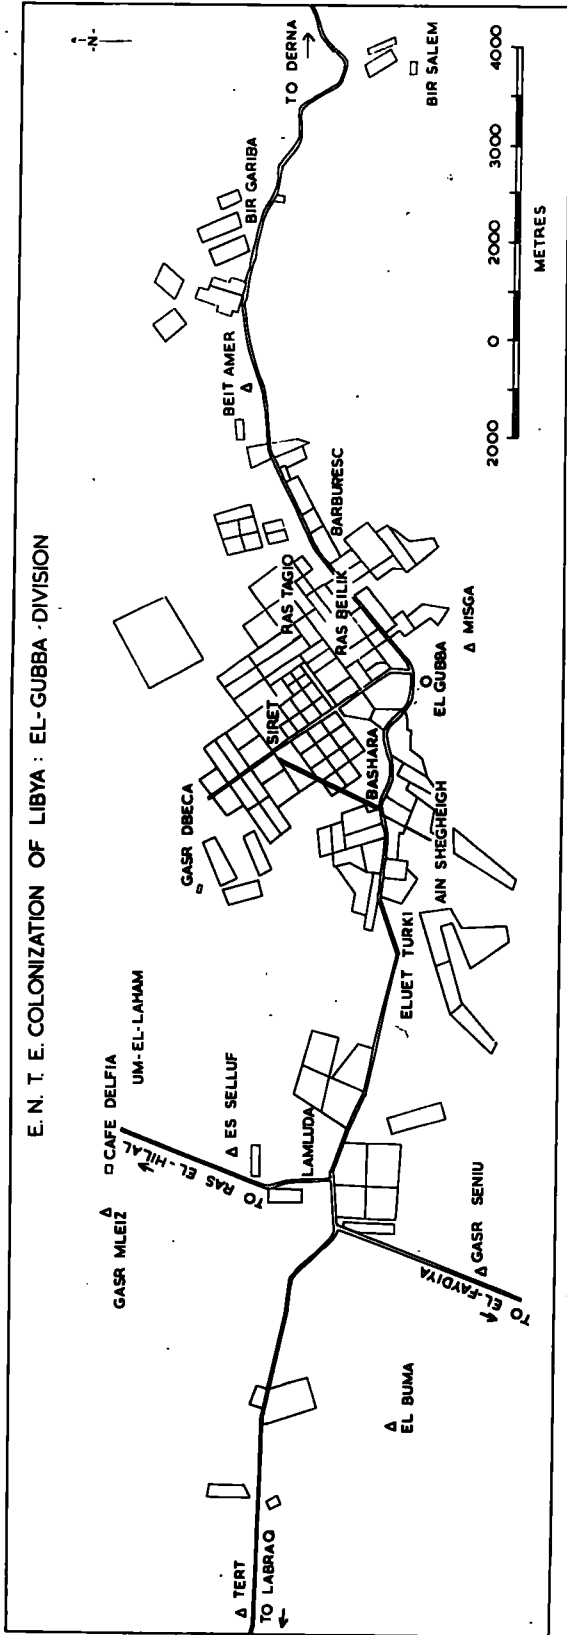 E. N. T. E. COLONIZATION OF LIBYA : EL-GUBBA DIVISION
-N-
TERT
TO LABRAQ
EL BUMA
GASR MLEIZ
CAFE DELFIA
UM-EL-LAHAM
TO RAS EL-HILAL
ES SELLUF
LAMLUDA
TO EL-FAYDIYA
GASR SENIU
ELUET TURKI
AIN SHEGHEIGH
GASR DBECA
SIRET
BASHARA
EL GUBBA
MISGA
RAS TAGIO
RAS BEILIK
BARBURESC
BEIT AMER
BIR GARIBA
TO DERNA
BIR SALEM
2000 0 2000 3000 4000
METRES